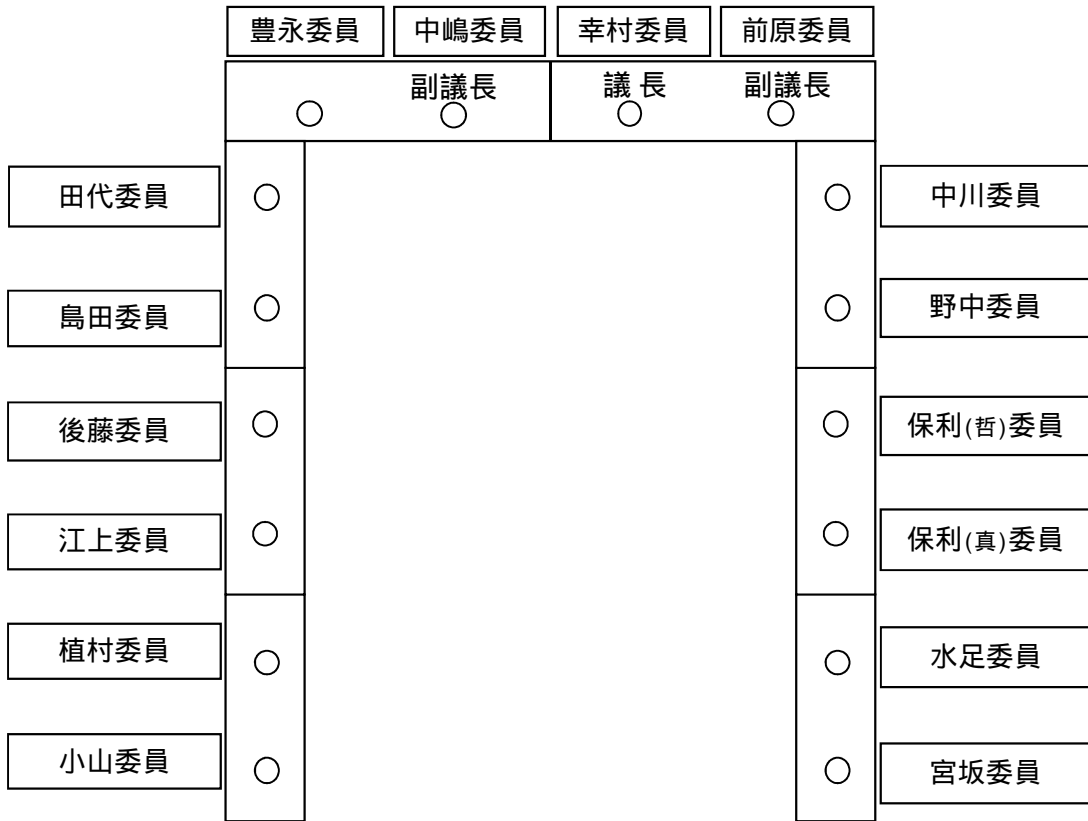 豊永委員 中嶋委員 幸村委員 前原委員
副議長 議長 副議長
田代委員 中川委員
島田委員 野中委員
後藤委員 保利(哲)委員
江上委員 保利(真)委員
植村委員 水足委員
小山委員 宮坂委員